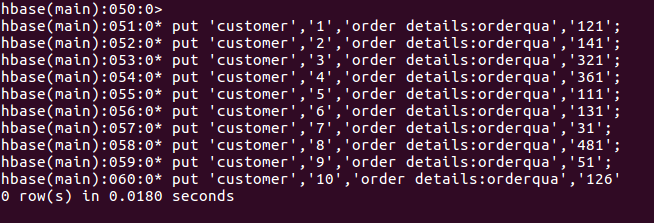 hbase(main):050:0>
hbase(main):051:0* put 'customer','1','order details:orderqua','121';
hbase(main):052:0* put 'customer','2','order details:orderqua','141';
hbase(main):053:0* put 'customer','3','order details:orderqua','321';
hbase(main):054:0* put 'customer','4','order details:orderqua','361';
hbase(main):055:0* put 'customer','5','order details:orderqua','111';
hbase(main):056:0* put 'customer','6','order details:orderqua','131';
hbase(main):057:0* put 'customer','7','order details:orderqua','31';
hbase(main):058:0* put 'customer','8','order details:orderqua','481';
hbase(main):059:0* put 'customer','9','order details:orderqua','51';
hbase(main):060:0* put 'customer','10','order details:orderqua','126'
0 row(s) in 0.0180 seconds